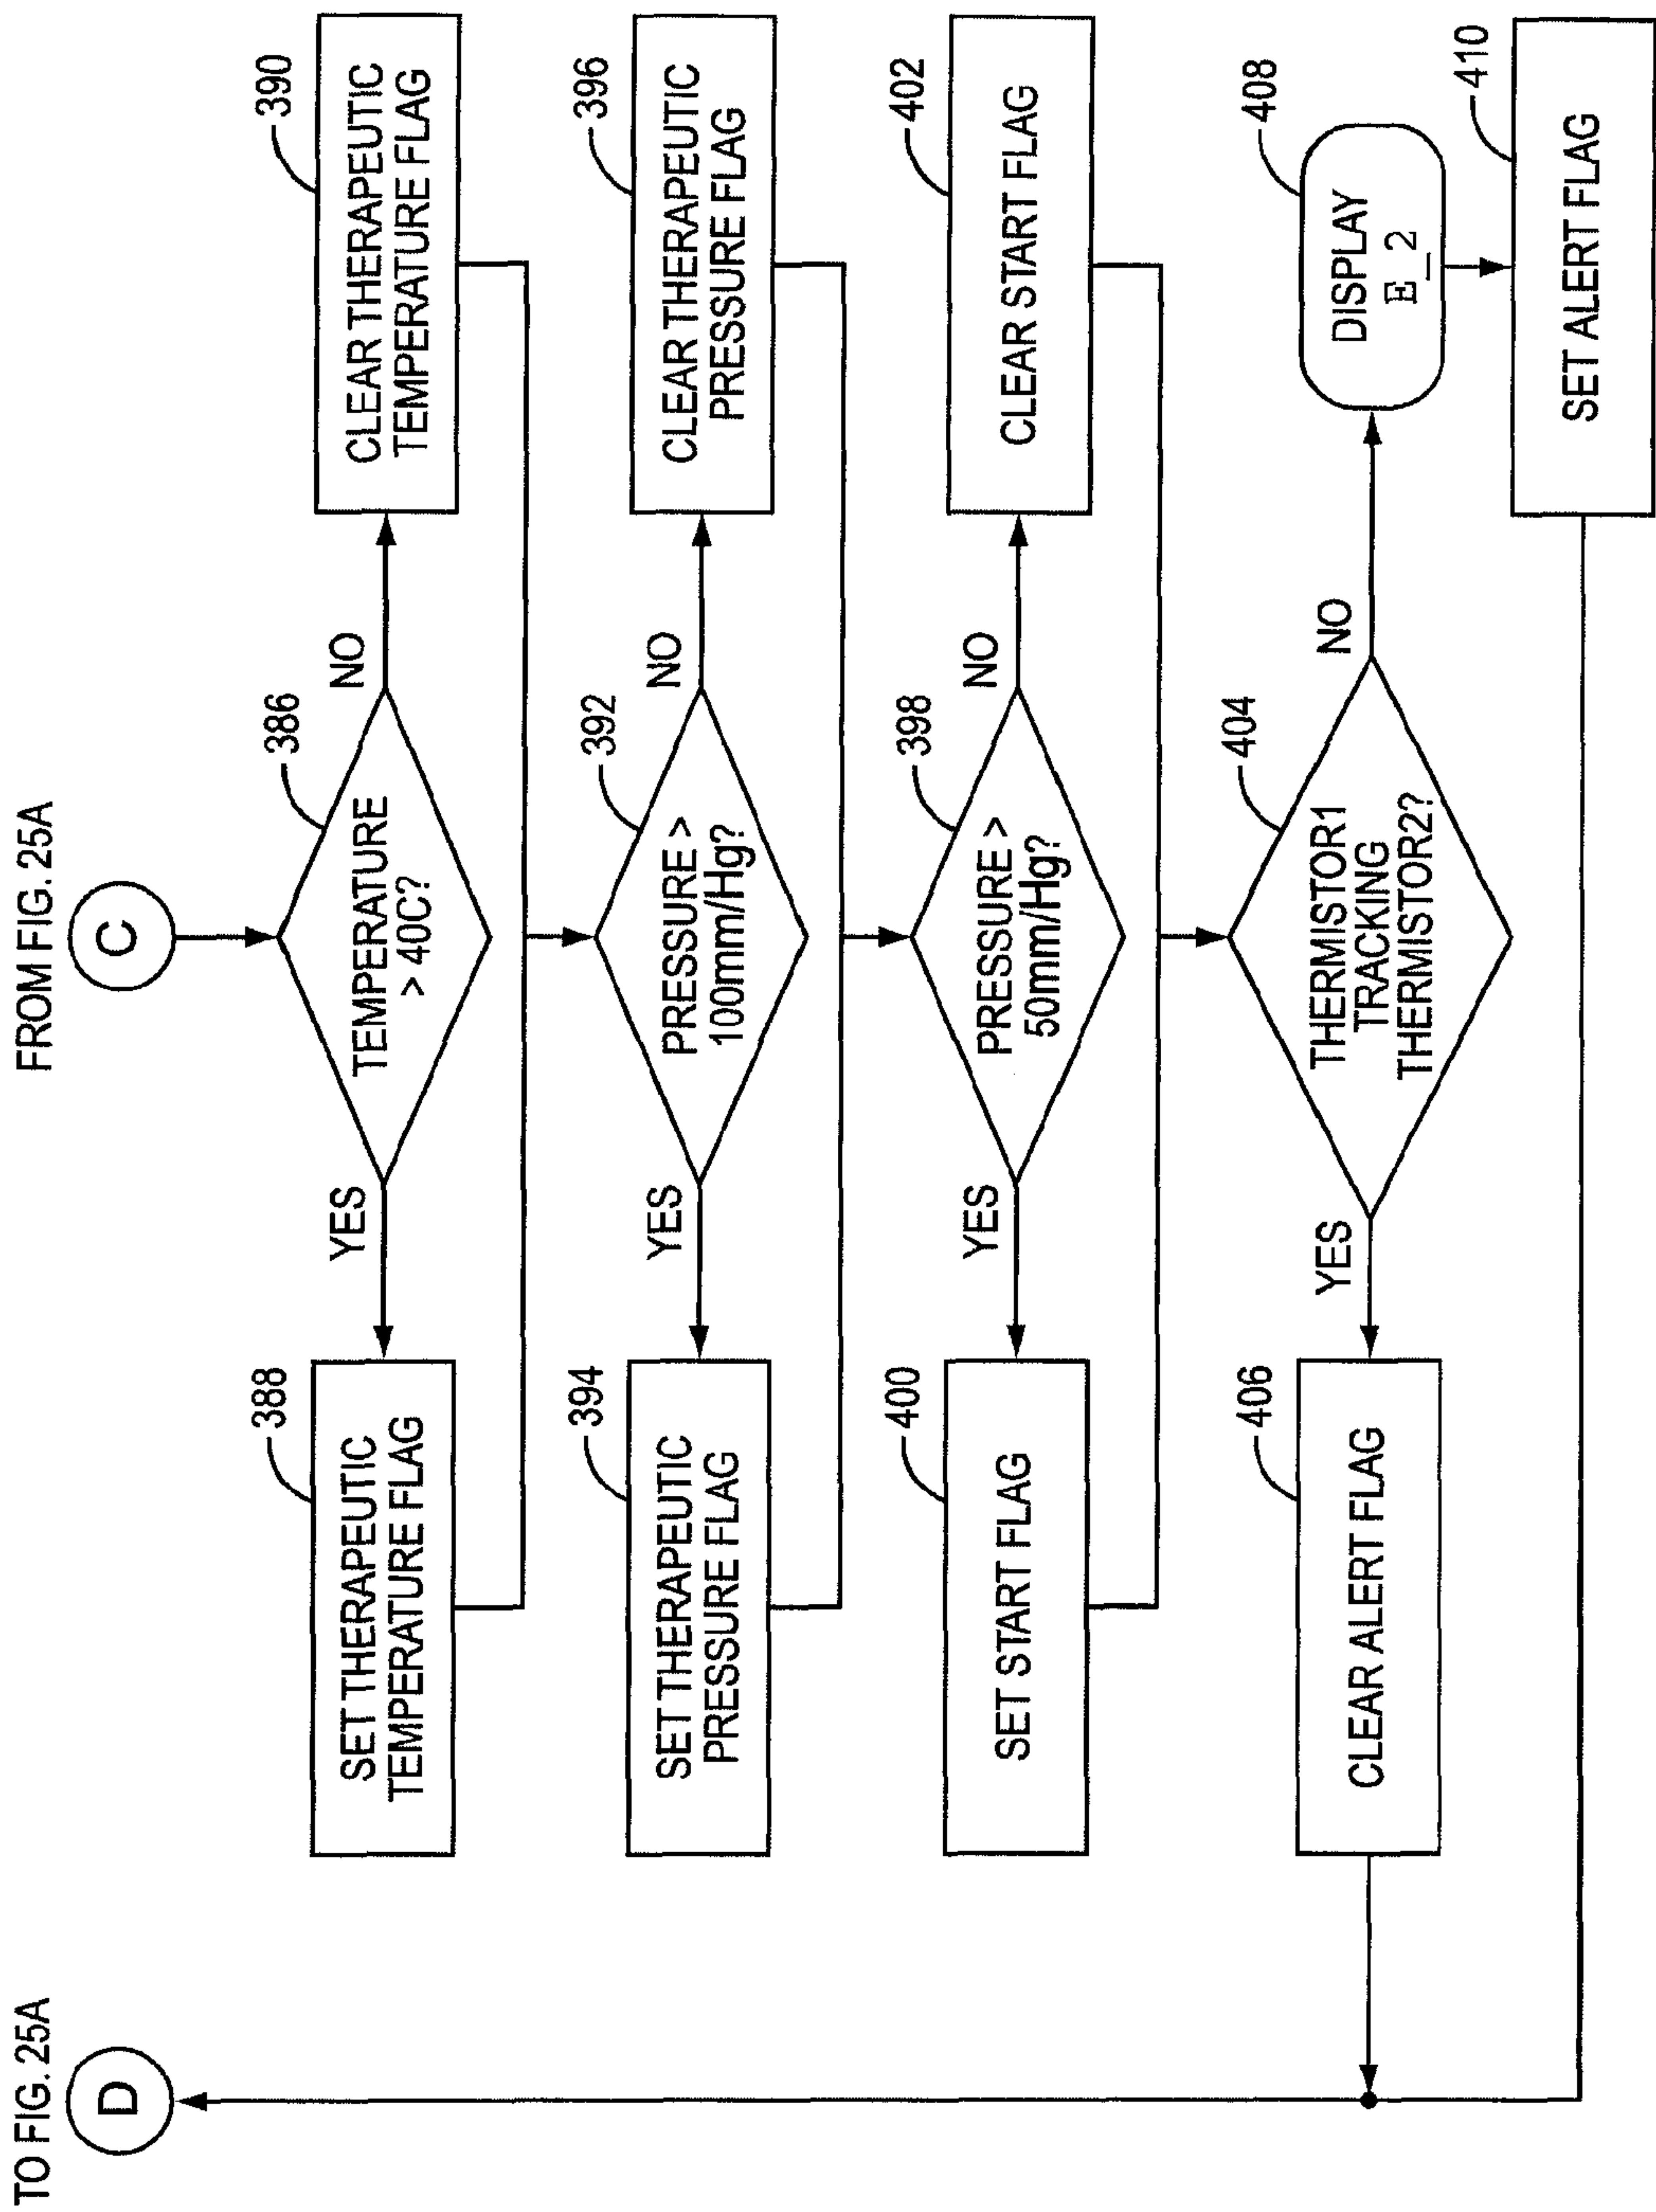 TO FIG. 25A
FROM FIG. 25A
D
C
388
386
390
SET THERAPEUTIC
TEMPERATURE FLAG
YES
TEMPERATURE
> 40C?
NO
CLEAR THERAPEUTIC
TEMPERATURE FLAG
394
392
396
SET THERAPEUTIC
PRESSURE FLAG
YES
PRESSURE >
100mm/Hg?
NO
CLEAR THERAPEUTIC
PRESSURE FLAG
400
398
402
SET START FLAG
YES
PRESSURE >
50mm/Hg?
NO
CLEAR START FLAG
406
404
408
CLEAR ALERT FLAG
YES
THERMISTOR1
TRACKING
THERMISTOR2?
NO
DISPLAY
E_2
410
SET ALERT FLAG